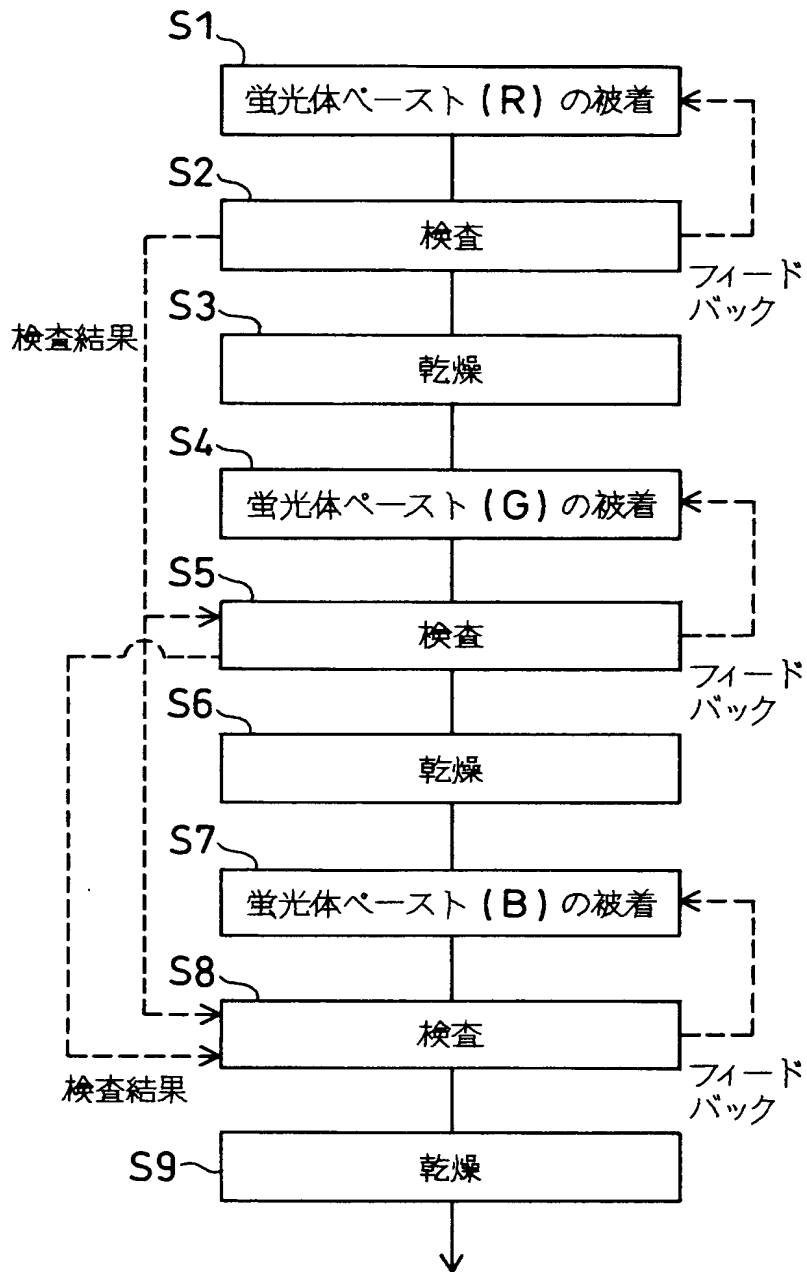 S1
蛍光体ペースト(R)の被着
S2
検査
フィード
バック
検査結果
S3
乾燥
S4
蛍光体ペースト(G)の被着
S5
検査
フィード
バック
S6
乾燥
S7
蛍光体ペースト(B)の被着
S8
検査
フィード
バック
検査結果
S9
乾燥